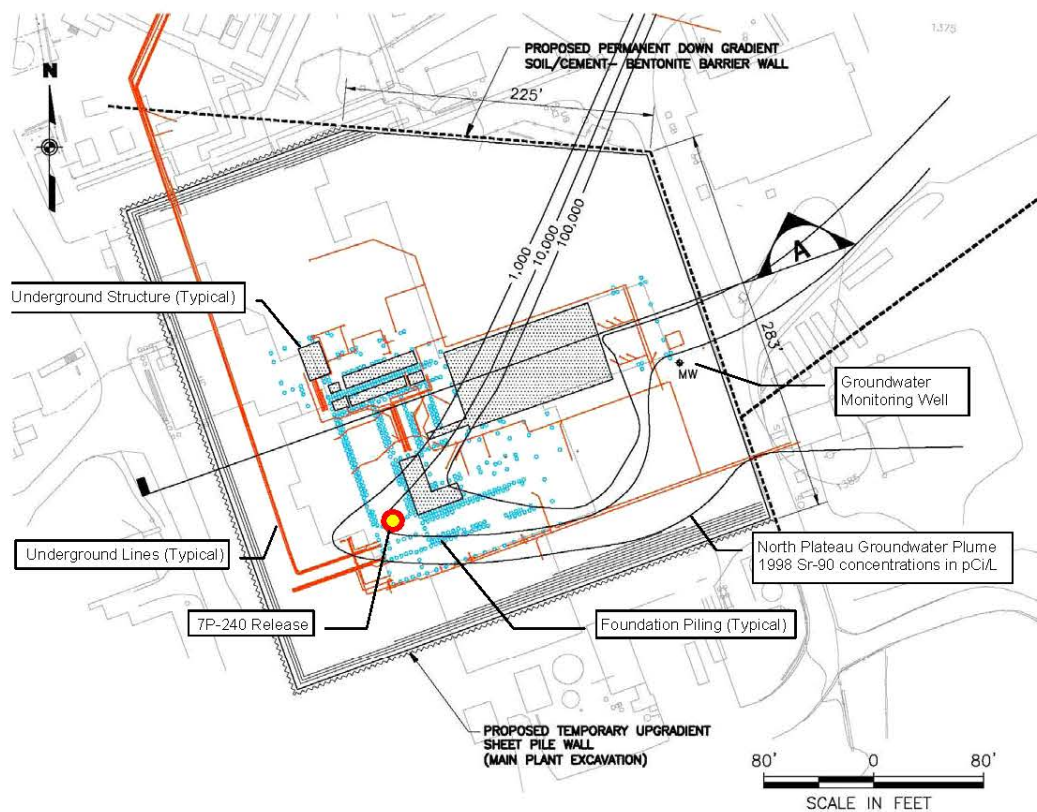 1375
PROPOSED PERMANENT DOWN GRADIENT
SOIL/CEMENT- BENTONITE BARRIER WALL
N
225'
1,000
10,000
100,000
A
Underground Structure (Typical)
283'
MW
Groundwater
Monitoring Well
1385
Underground Lines (Typical)
North Plateau Groundwater Plume
1998 Sr-90 concentrations in pCi/L
7P-240 Release
Foundation Piling (Typical)
PROPOSED TEMPORARY UPGRADIENT
SHEET PILE WALL
(MAIN PLANT EXCAVATION)
80'
0
80'
SCALE IN FEET